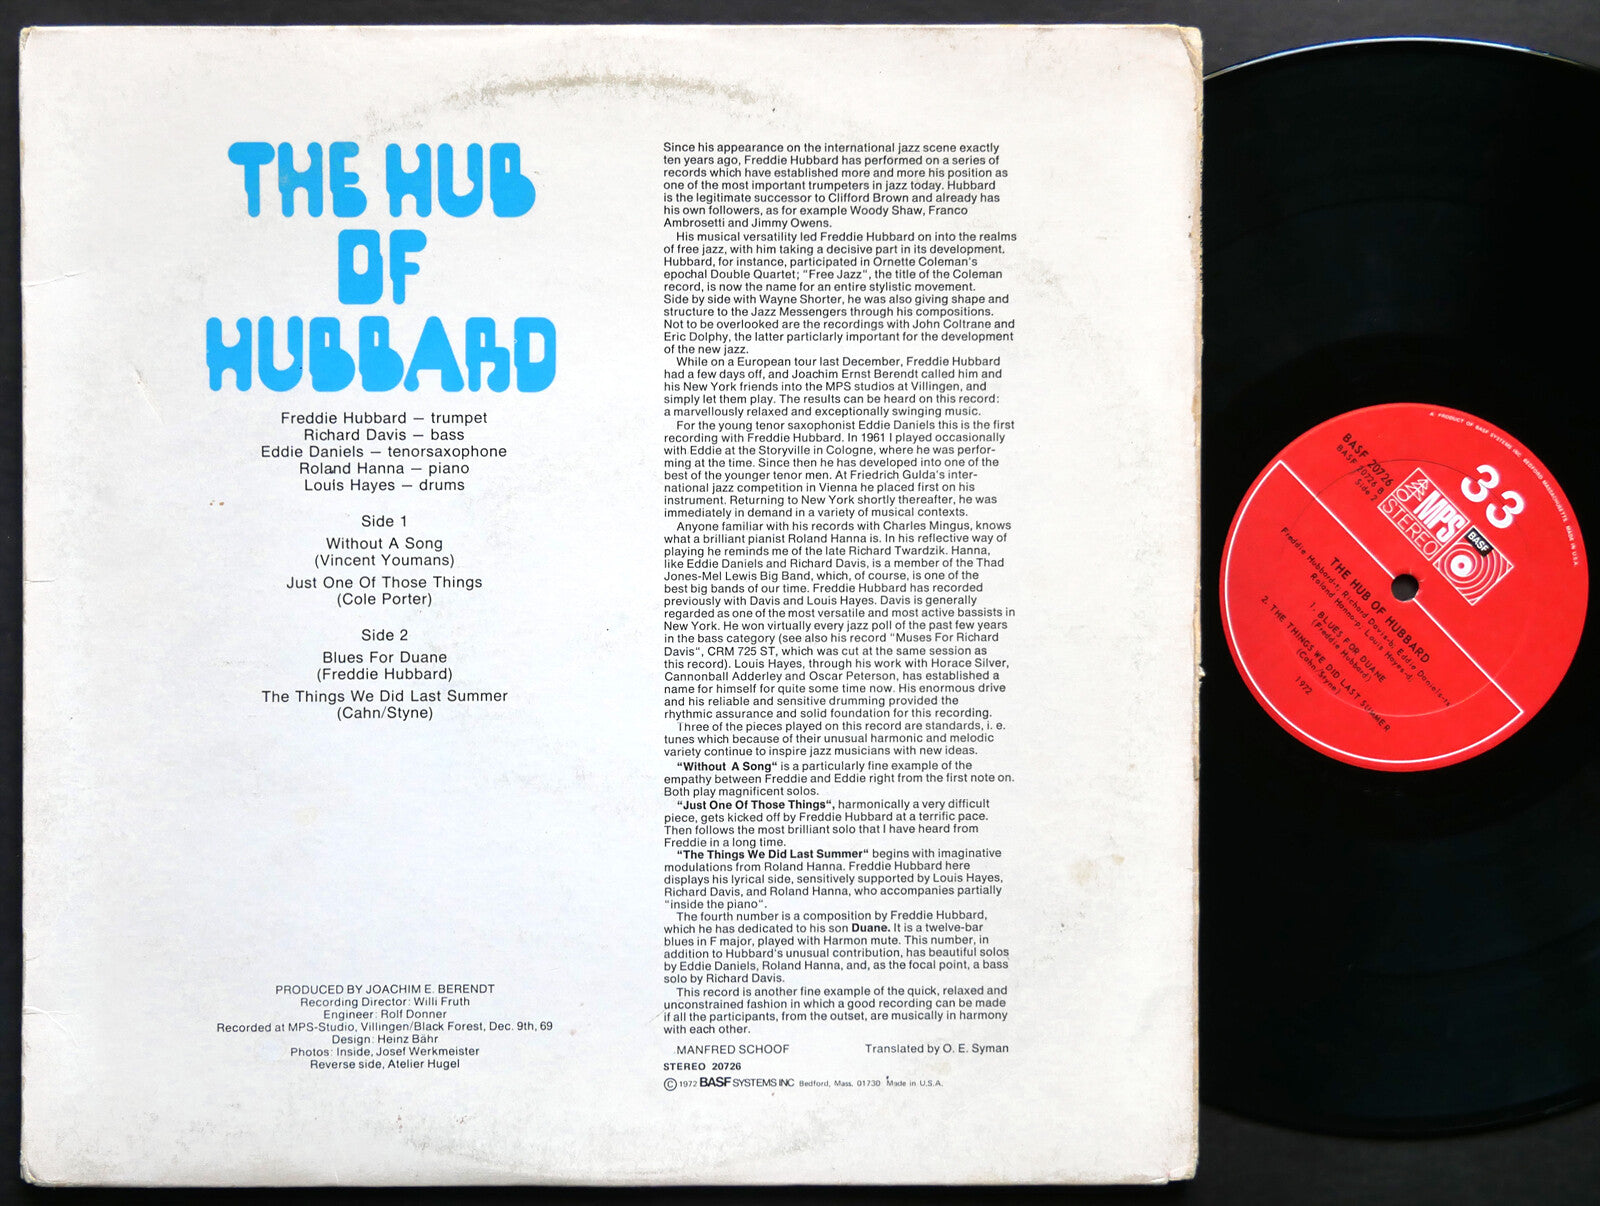 THE HUB
OF
HUBBARD
Freddie Hubbard – trumpet
Richard Davis – bass
Eddie Daniels – tenorsaxophone
Roland Hanna – piano
Louis Hayes – drums
Side 1
Without A Song
(Vincent Youmans)
Just One Of Those Things
(Cole Porter)
Side 2
Blues For Duane
(Freddie Hubbard)
The Things We Did Last Summer
(Cahn/Styne)
PRODUCED BY JOACHIM E. BERENDT
Recording Director: Willi Fruth
Engineer: Rolf Donner
Recorded at MPS-Studio, Villingen/Black Forest, Dec. 9th, 69
Design: Heinz Bähr
Photos: Inside, Josef Werkmeister
Reverse side, Atelier Hugel
Since his appearance on the international jazz scene exactly
ten years ago, Freddie Hubbard has performed on a series of
records which have established more and more his position as
one of the most important trumpeters in jazz today. Hubbard
is the legitimate successor to Clifford Brown and already has
his own followers, as for example Woody Shaw, Franco
Ambrosetti and Jimmy Owens.
His musical versatility led Freddie Hubbard on into the realms
of free jazz, with him taking a decisive part in its development.
Hubbard, for instance, participated in Ornette Coleman's
epochal Double Quartet; "Free Jazz", the title of the Coleman
record, is now the name for an entire stylistic movement.
Side by side with Wayne Shorter, he was also giving shape and
structure to the Jazz Messengers through his compositions.
Not to be overlooked are the recordings with John Coltrane and
Eric Dolphy, the latter particlarly important for the development
of the new jazz.
While on a European tour last December, Freddie Hubbard
had a few days off, and Joachim Ernst Berendt called him and
his New York friends into the MPS studios at Villingen, and
simply let them play. The results can be heard on this record:
a marvellously relaxed and exceptionally swinging music.
For the young tenor saxophonist Eddie Daniels this is the first
recording with Freddie Hubbard. In 1961 I played occasionally
with Eddie at the Storyville in Cologne, where he was perfor-
ming at the time. Since then he has developed into one of the
best of the younger tenor men. At Friedrich Gulda's inter-
national jazz competition in Vienna he placed first on his
instrument. Returning to New York shortly thereafter, he was
immediately in demand in a variety of musical contexts.
Anyone familiar with his records with Charles Mingus, knows
what a brilliant pianist Roland Hanna is. In his reflective way of
playing he reminds me of the late Richard Twardzik. Hanna,
like Eddie Daniels and Richard Davis, is a member of the Thad
Jones-Mel Lewis Big Band, which, of course, is one of the
best big bands of our time. Freddie Hubbard has recorded
previously with Davis and Louis Hayes. Davis is generally
regarded as one of the most versatile and most active bassists in
New York. He won virtually every jazz poll of the past few years
in the bass category (see also his record "Muses For Richard
Davis", CRM 725 ST, which was cut at the same session as
this record). Louis Hayes, through his work with Horace Silver,
Cannonball Adderley and Oscar Peterson, has established a
name for himself for quite some time now. His enormous drive
and his reliable and sensitive drumming provided the
rhythmic assurance and solid foundation for this recording.
Three of the pieces played on this record are standards, i. e.
tunes which because of their unusual harmonic and melodic
variety continue to inspire jazz musicians with new ideas.
"Without A Song" is a particularly fine example of the
empathy between Freddie and Eddie right from the first note on.
Both play magnificent solos.
"Just One Of Those Things", harmonically a very difficult
piece, gets kicked off by Freddie Hubbard at a terrific pace.
Then follows the most brilliant solo that I have heard from
Freddie in a long time.
"The Things We Did Last Summer" begins with imaginative
modulations from Roland Hanna. Freddie Hubbard here
displays his lyrical side, sensitively supported by Louis Hayes,
Richard Davis, and Roland Hanna, who accompanies partially
"inside the piano".
The fourth number is a composition by Freddie Hubbard,
which he has dedicated to his son Duane. It is a twelve-bar
blues in F major, played with Harmon mute. This number, in
addition to Hubbard's unusual contribution, has beautiful solos
by Eddie Daniels, Roland Hanna, and, as the focal point, a bass
solo by Richard Davis.
This record is another fine example of the quick, relaxed and
unconstrained fashion in which a good recording can be made
if all the participants, from the outset, are musically in harmony
with each other.
MANFRED SCHOOF Translated by O. E. Syman
STEREO 20726
© 1972 BASF SYSTEMS INC Bedford, Mass. 01730 Made in U.S.A.
A PRODUCT OF BASF SYSTEMS INC. BEDFORD MASSACHUSETTS, MADE IN U.S.A.
BASF 20726
BASF 20726 B
Side 2
33
MPS
BASF
STEREO
THE HUB OF HUBBARD
Freddie Hubbard-t; Richard Davis-b; Eddie Daniels-ts
Roland Hanna-p; Louis Hayes-d;
1. BLUES FOR DUANE
(Freddie Hubbard)
2. THE THINGS WE DID LAST SUMMER
(Cahn/Styne)
1972